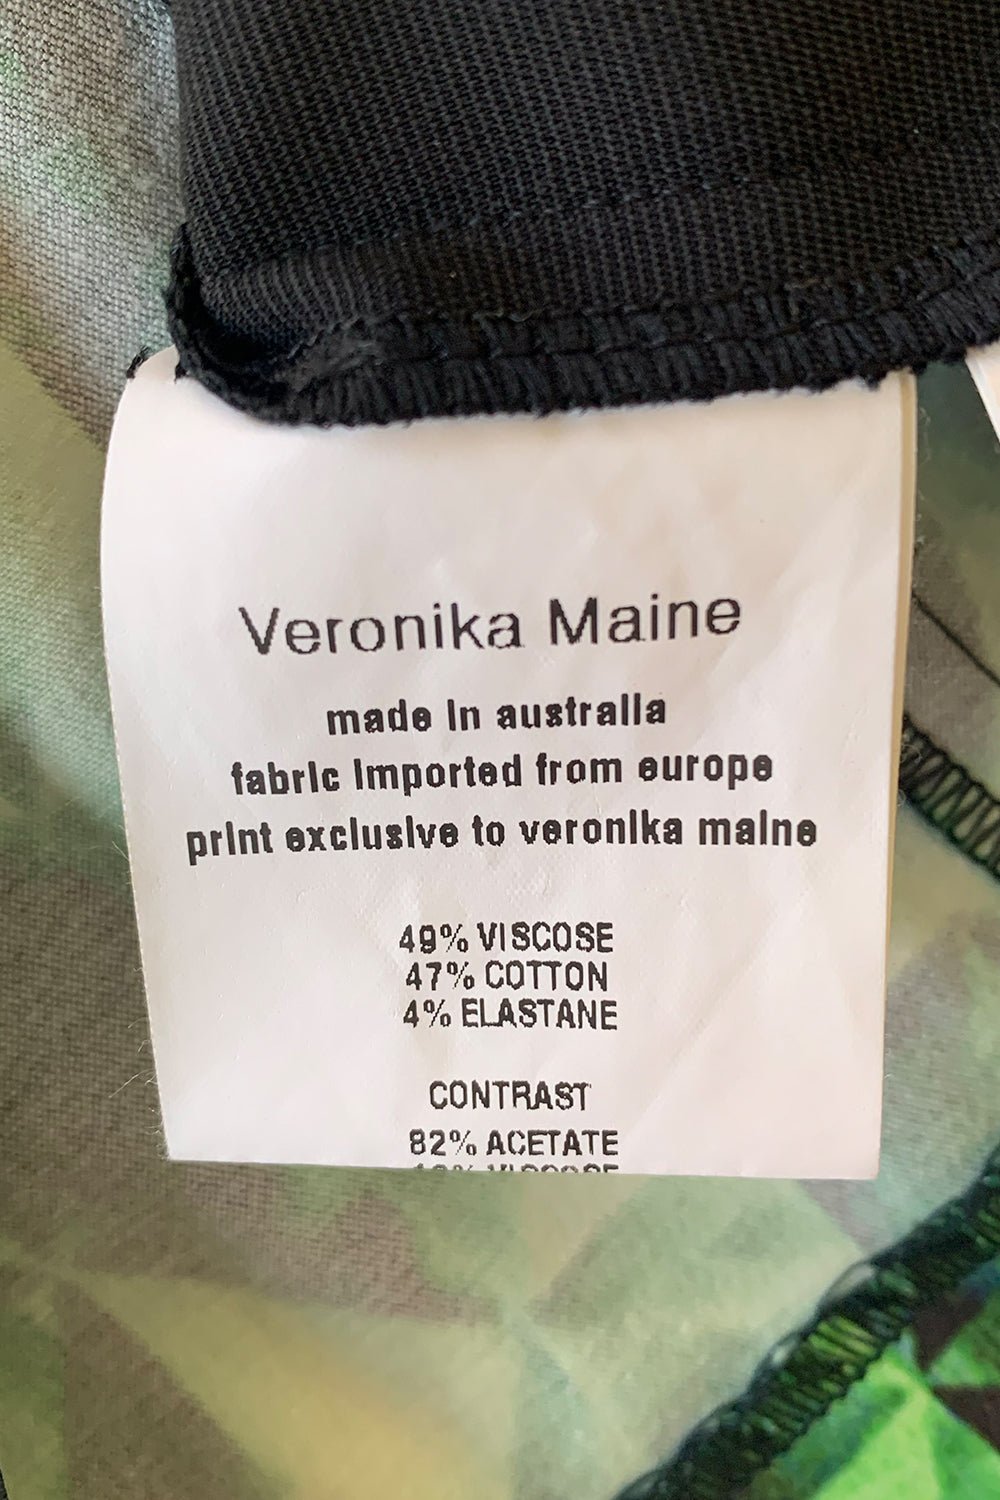 Veronika Maine
made in australia
fabric imported from europe
print exclusive to veronika maine
49% VISCOSE
47% COTTON
4% ELASTANE
CONTRAST
82% ACETATE
VISCOSE